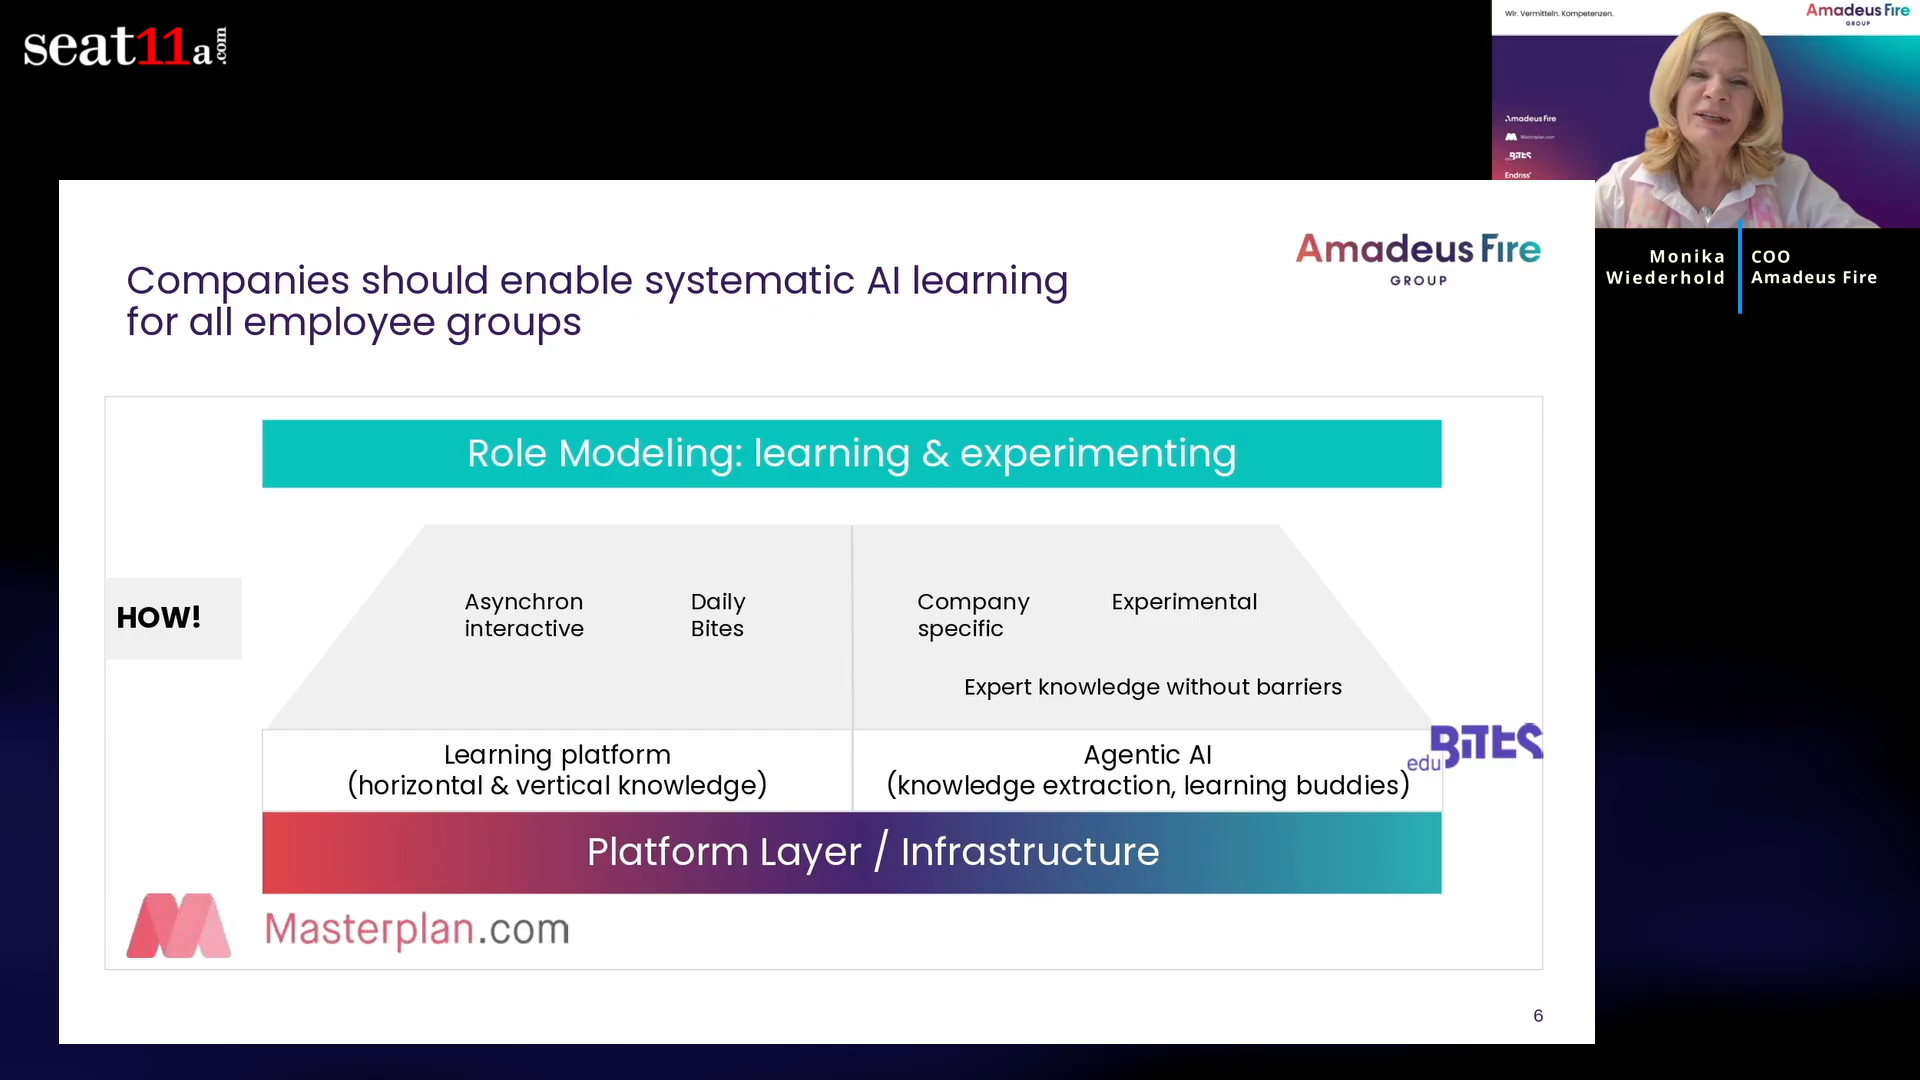 seat11a.com
Wir. Vermitteln. Kompetenzen.
Amadeus Fire
GROUP
Amadeus Fire
Masterplan.com
eduBITES
Endriss
Monika
Wiederhold
COO
Amadeus Fire
Companies should enable systematic AI learning
for all employee groups
Amadeus Fire
GROUP
Role Modeling: learning & experimenting
HOW!
Asynchron
interactive
Daily
Bites
Company
specific
Experimental
Expert knowledge without barriers
Learning platform
(horizontal & vertical knowledge)
Agentic AI
(knowledge extraction, learning buddies)
eduBITES
Platform Layer / Infrastructure
Masterplan.com
6